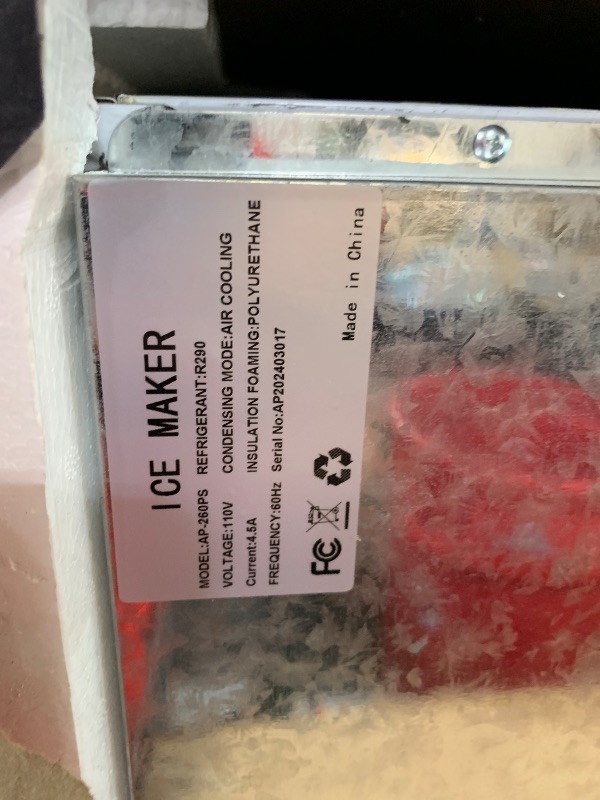 ICE MAKER
MODEL:AP-260PS REFRIGERANT:R290
VOLTAGE:110V CONDENSING MODE:AIR COOLING
Current:4.5A INSULATION FOAMING:POLYURETHANE
FREQUENCY:60Hz Serial No:AP202403017
FC
Made in China